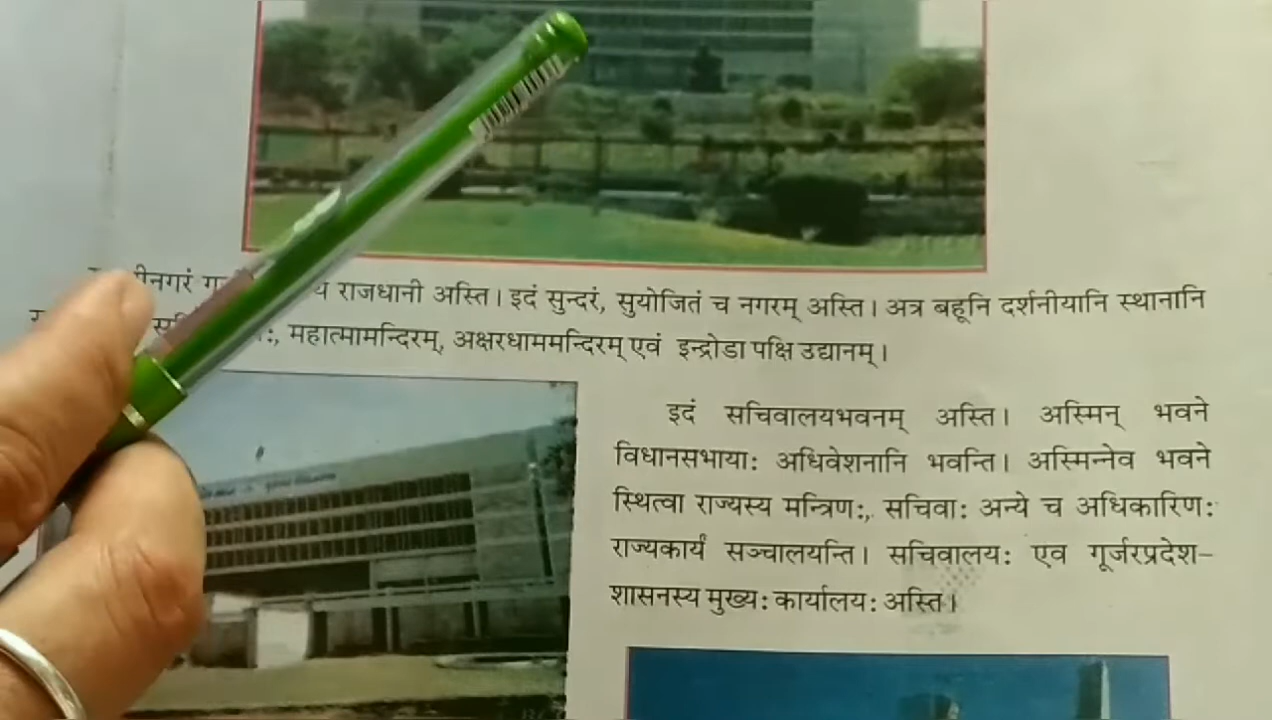 राजधानी अस्ति। इदं सुन्दरं, सुयोजितं च नगरम् अस्ति। अत्र बहूनि दर्शनीयानि स्थानानि
महात्मामन्दिरम्, अक्षरधाममन्दिरम् एवं इन्द्रोडा पक्षि उद्यानम्।
इदं सचिवालयभवनम् अस्ति। अस्मिन् भवने
विधानसभायाः अधिवेशनानि भवन्ति। अस्मिन्नेव भवने
स्थित्वा राज्यस्य मन्त्रिणः, सचिवाः अन्ये च अधिकारिणः
राज्यकार्यं सञ्चालयन्ति। सचिवालयः एव गूर्जरप्रदेश-
शासनस्य मुख्यः कार्यालयः अस्ति।